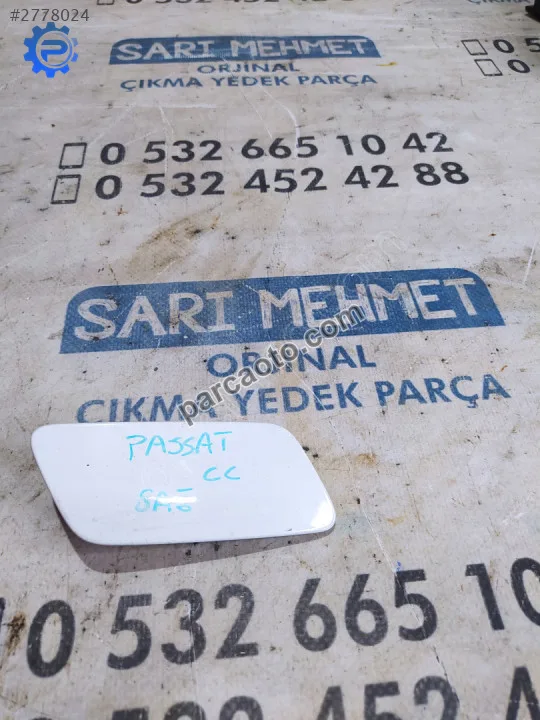 #2778024
SARI MEHMET
ORJİNAL
ÇIKMA YEDEK PARÇA
0 532 665 10 42
0 532 452 42 88
SARI MEHMET
ORJİNAL
ÇIKMA YEDEK PARÇA
parcaoto.com
PASSAT
CC
SAĞ
0 532 665 10